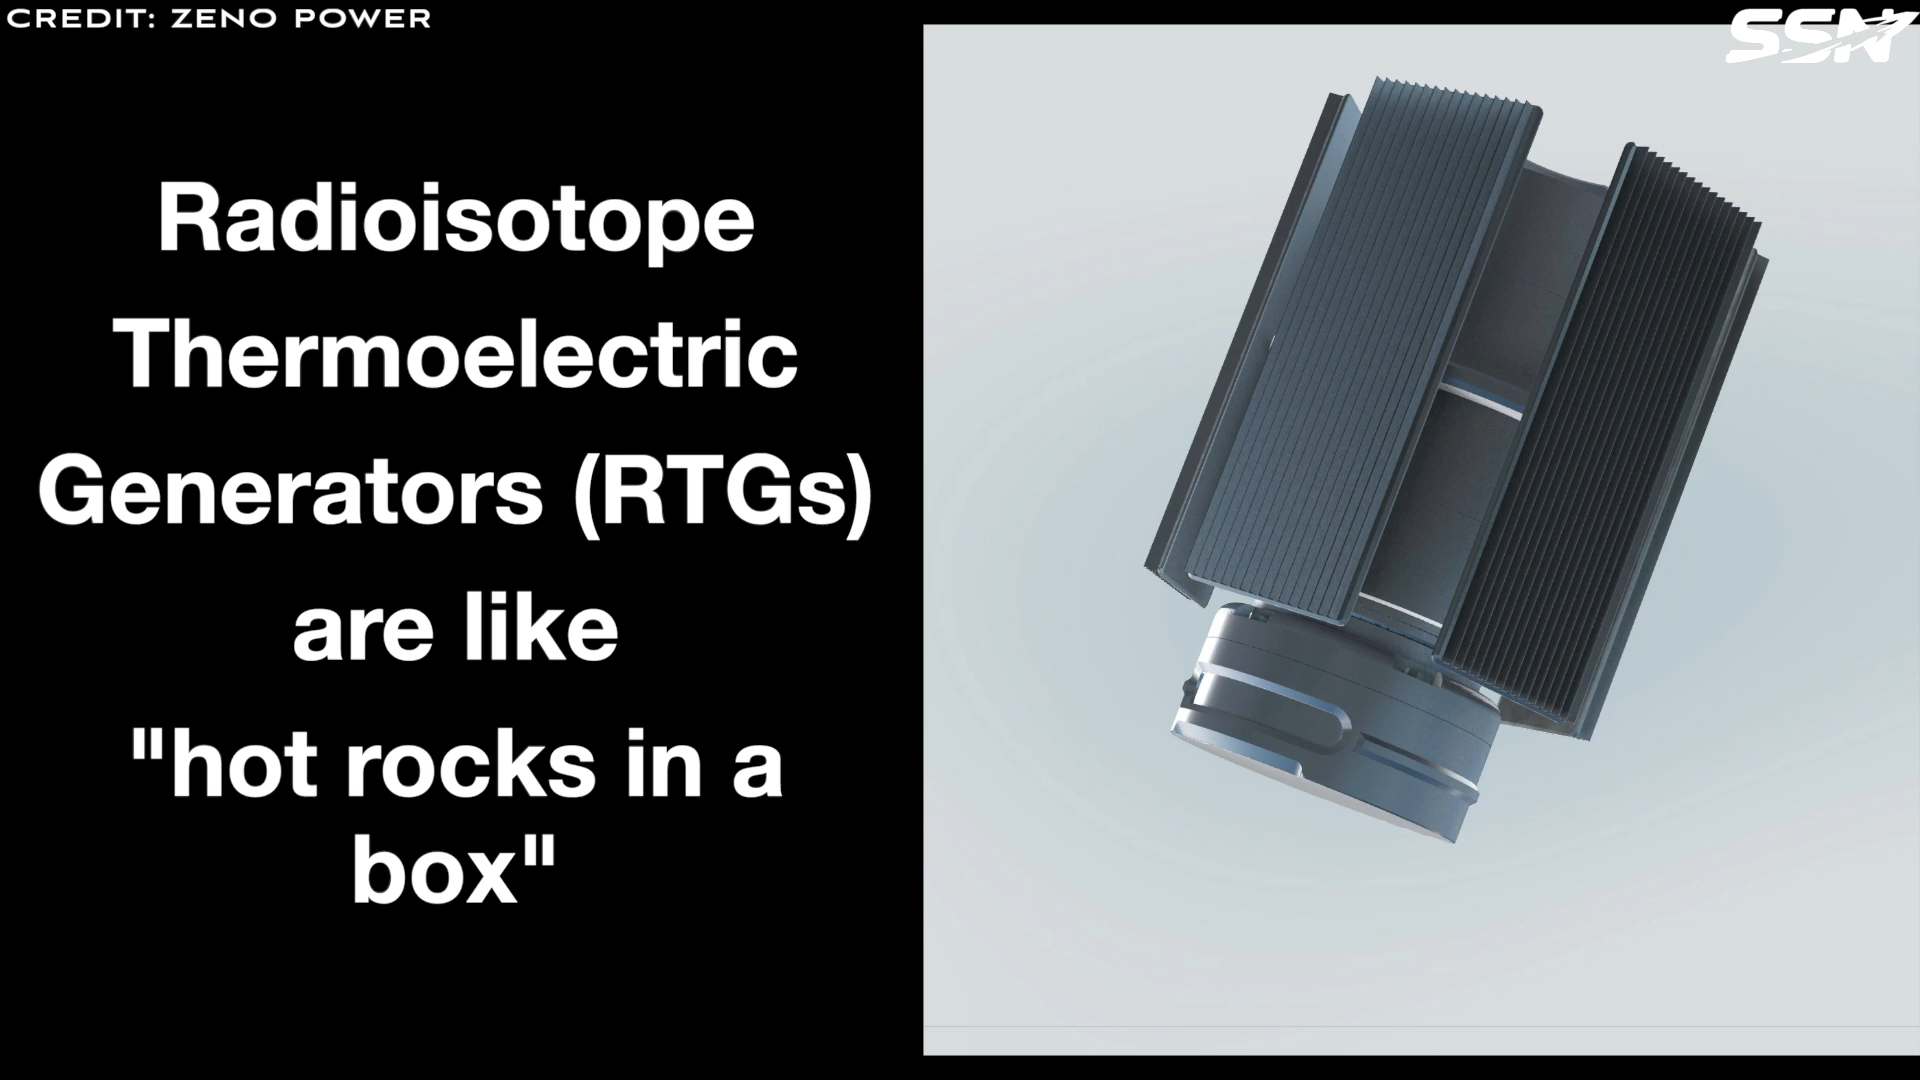 CREDIT: ZENO POWER
SSN
Radioisotope
Thermoelectric
Generators (RTGs)
are like
"hot rocks in a
box"